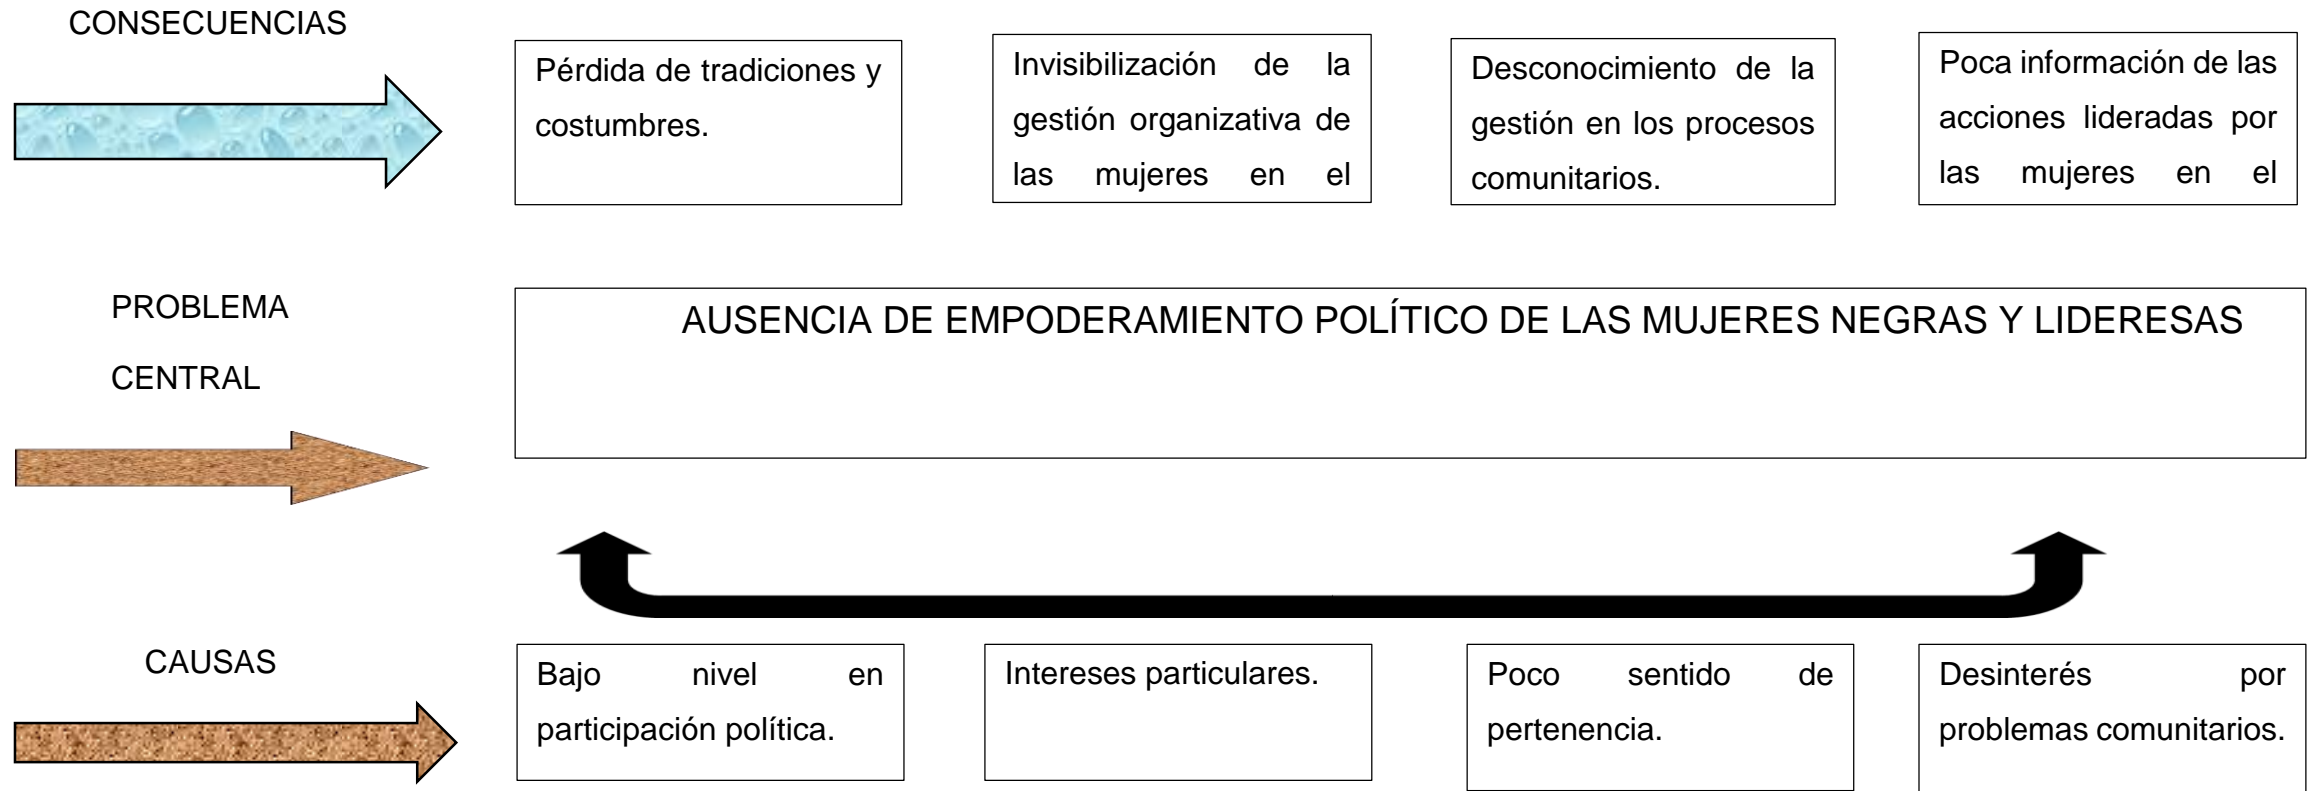 CONSECUENCIAS
Pérdida de tradiciones y
costumbres.
Invisibilización de la
gestión organizativa de
las mujeres en el
Desconocimiento de la
gestión en los procesos
comunitarios.
Poca información de las
acciones lideradas por
las mujeres en el
PROBLEMA
CENTRAL
AUSENCIA DE EMPODERAMIENTO POLÍTICO DE LAS MUJERES NEGRAS Y LIDERESAS
CAUSAS
Bajo nivel en
participación política.
Intereses particulares.
Poco sentido de
pertenencia.
Desinterés por
problemas comunitarios.